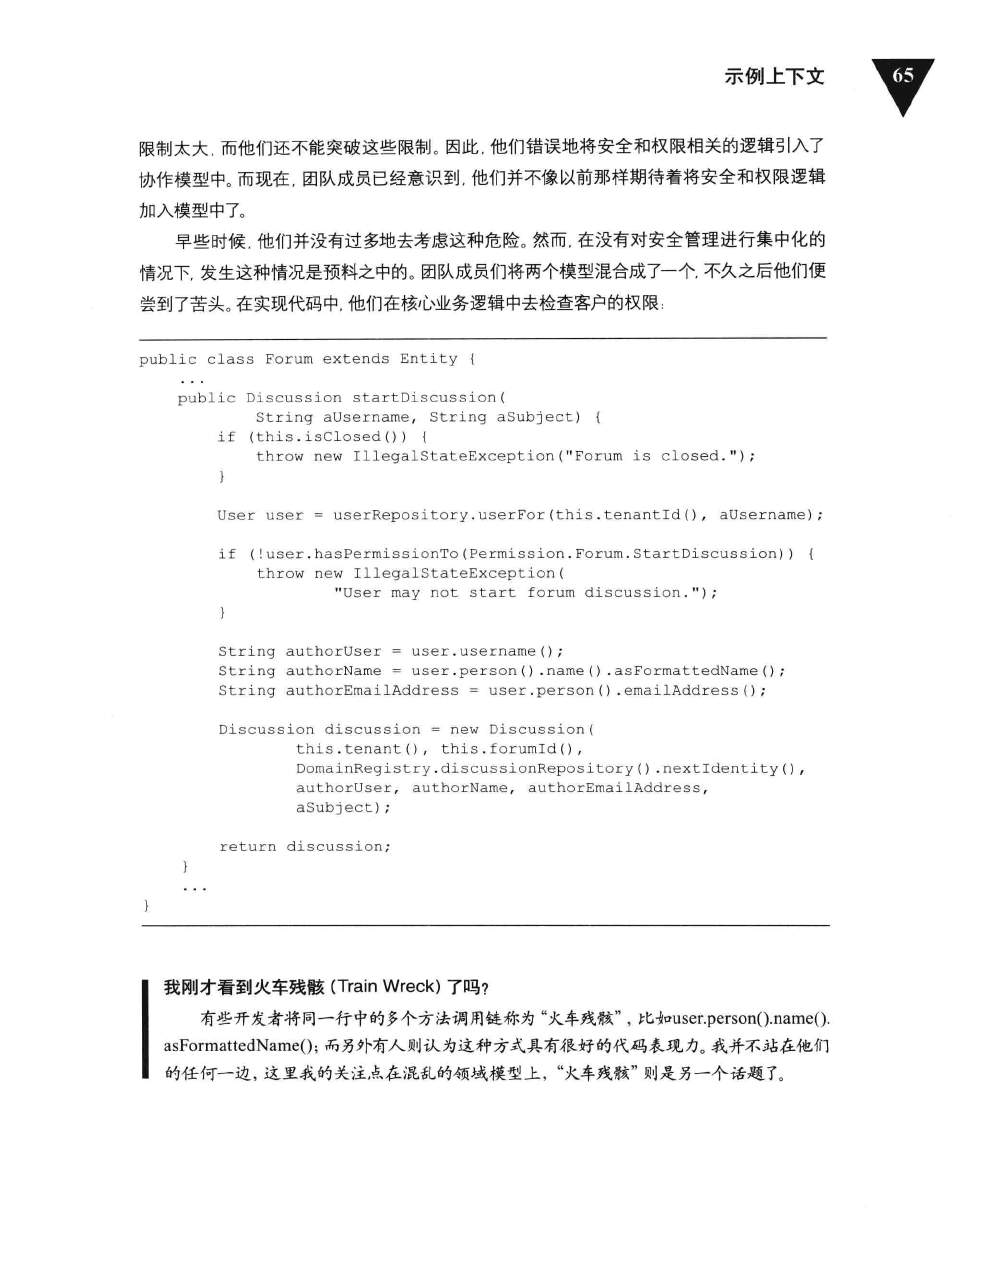 示例上下文 65
限制太大,而他们还不能突破这些限制。因此,他们错误地将安全和权限相关的逻辑引入了
协作模型中。而现在,团队成员已经意识到,他们并不像以前那样期待着将安全和权限逻辑
加入模型中了。
早些时候,他们并没有过多地去考虑这种危险。然而,在没有对安全管理进行集中化的
情况下,发生这种情况是预料之中的。团队成员们将两个模型混合成了一个,不久之后他们便
尝到了苦头。在实现代码中,他们在核心业务逻辑中去检查客户的权限:
public class Forum extends Entity {
...
public Discussion startDiscussion(
String aUsername, String aSubject) {
if (this.isClosed()) {
throw new IllegalStateException("Forum is closed.");
}
User user = userRepository.userFor(this.tenantId(), aUsername);
if (!user.hasPermissionTo(Permission.Forum.StartDiscussion)) {
throw new IllegalStateException(
"User may not start forum discussion.");
}
String authorUser = user.username();
String authorName = user.person().name().asFormattedName();
String authorEmailAddress = user.person().emailAddress();
Discussion discussion = new Discussion(
this.tenant(), this.forumId(),
DomainRegistry.discussionRepository().nextIdentity(),
authorUser, authorName, authorEmailAddress,
aSubject);
return discussion;
}
...
}
我刚才看到火车残骸(Train Wreck)了吗?
有些开发者将同一行中的多个方法调用链称为“火车残骸”,比如user.person().name().
asFormattedName();而另外有人则认为这种方式具有很好的代码表现力。我并不站在他们
的任何一边,这里我的关注点在混乱的领域模型上,“火车残骸”则是另一个话题了。